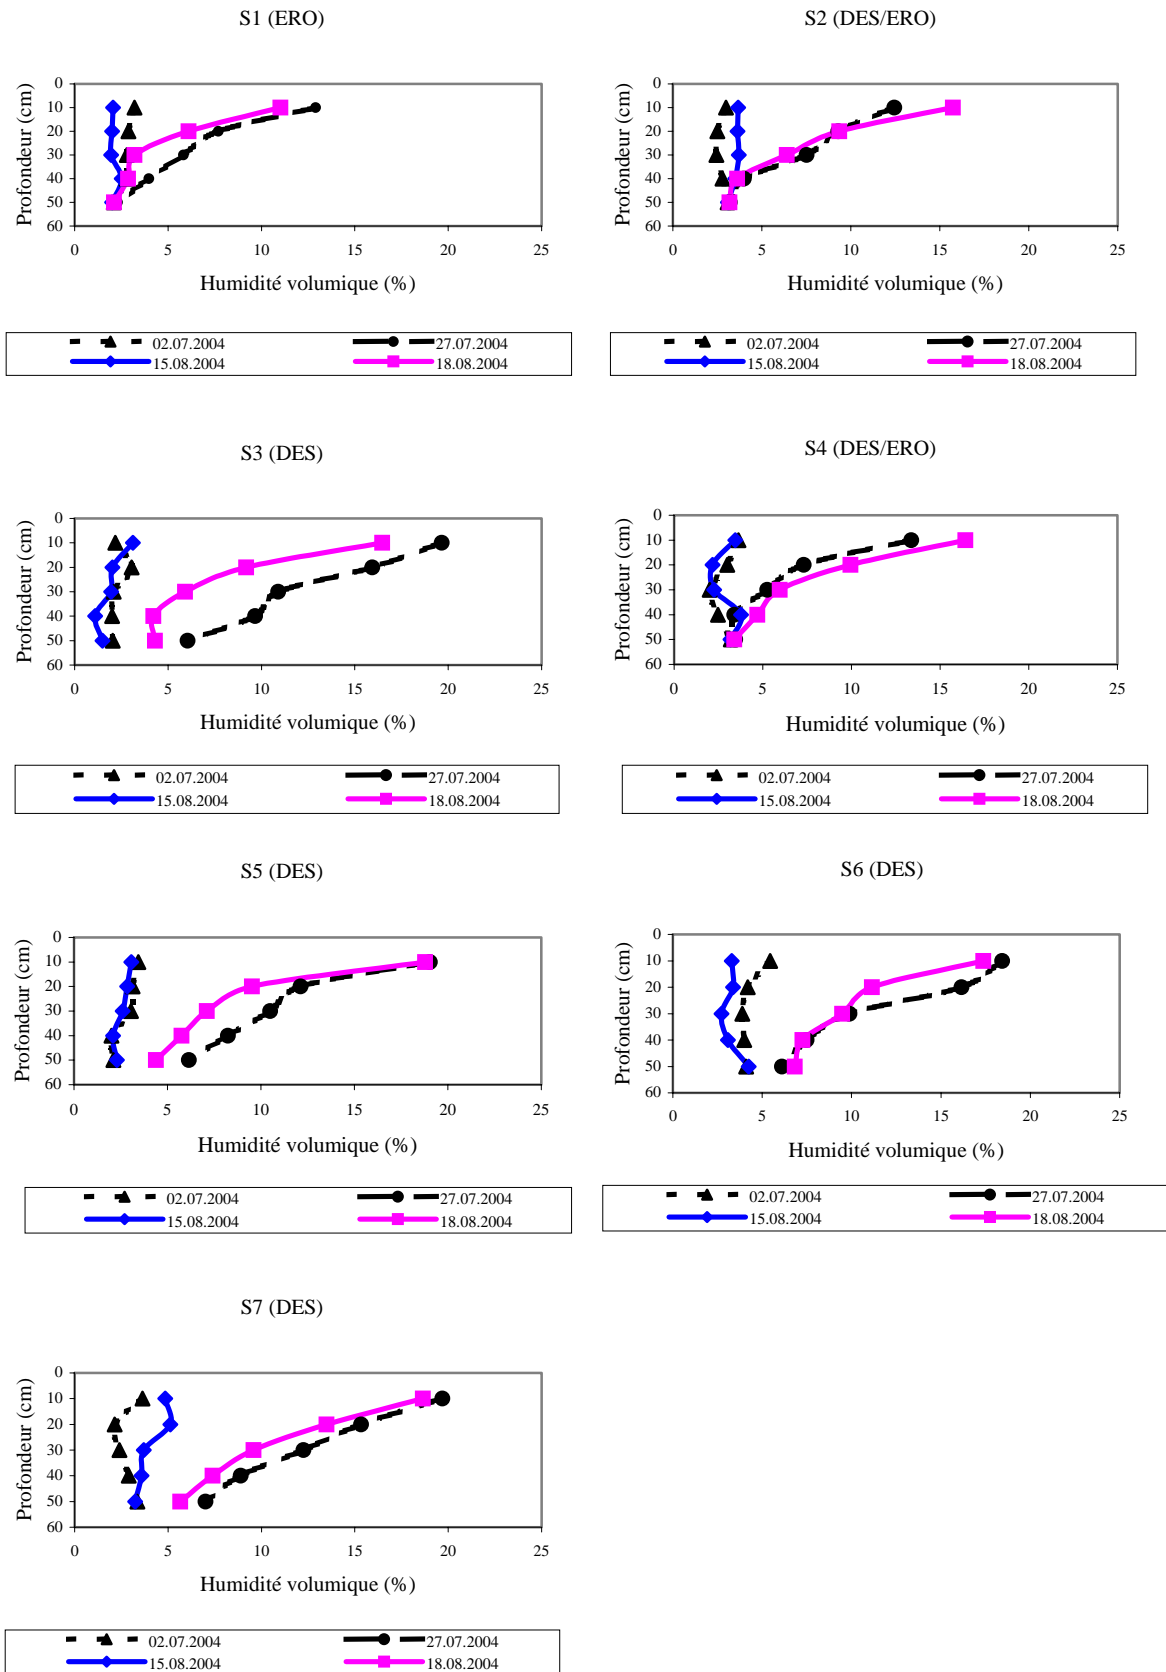 S1 (ERO)
0
10
20
30
40
50
60
0 5 10 15 20 25
Profondeur (cm)
Humidité volumique (%)
02.07.2004 27.07.2004
15.08.2004 18.08.2004
S2 (DES/ERO)
0
10
20
30
40
50
60
0 5 10 15 20 25
Profondeur (cm)
Humidité volumique (%)
02.07.2004 27.07.2004
15.08.2004 18.08.2004
S3 (DES)
0
10
20
30
40
50
60
0 5 10 15 20 25
Profondeur (cm)
Humidité volumique (%)
02.07.2004 27.07.2004
15.08.2004 18.08.2004
S4 (DES/ERO)
0
10
20
30
40
50
60
0 5 10 15 20 25
Profondeur (cm)
Humidité volumique (%)
02.07.2004 27.07.2004
15.08.2004 18.08.2004
S5 (DES)
0
10
20
30
40
50
60
0 5 10 15 20 25
Profondeur (cm)
Humidité volumique (%)
02.07.2004 27.07.2004
15.08.2004 18.08.2004
S6 (DES)
0
10
20
30
40
50
60
0 5 10 15 20 25
Profondeur (cm)
Humidité volumique (%)
02.07.2004 27.07.2004
15.08.2004 18.08.2004
S7 (DES)
0
10
20
30
40
50
60
0 5 10 15 20 25
Profondeur (cm)
Humidité volumique (%)
02.07.2004 27.07.2004
15.08.2004 18.08.2004